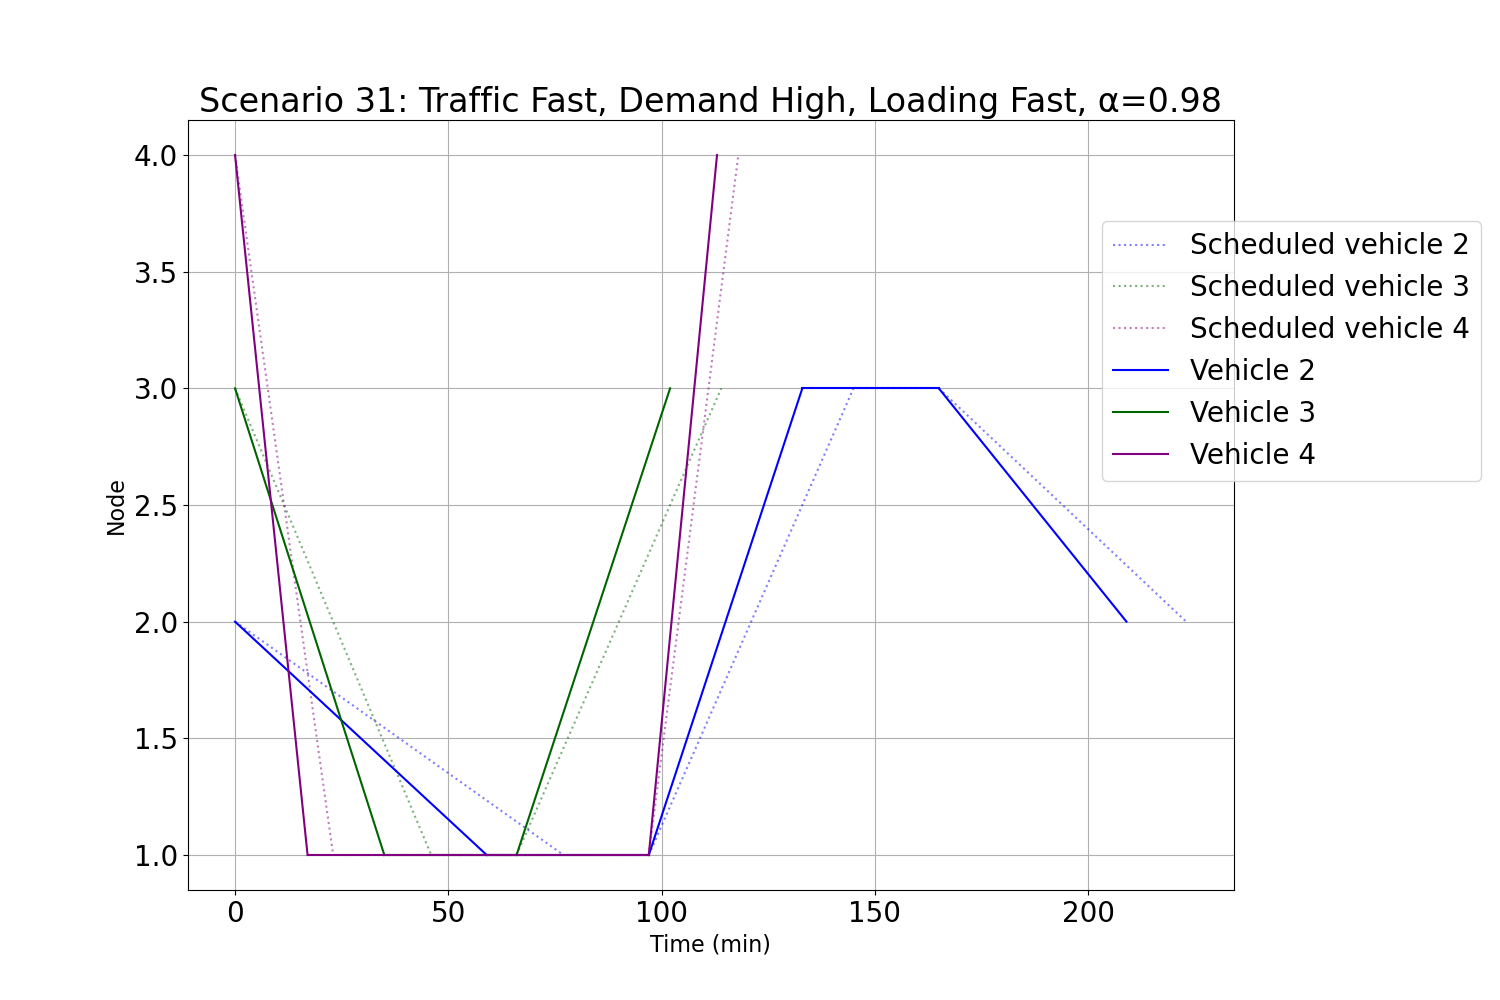 Scenario 31: Traffic Fast, Demand High, Loading Fast, α=0.98
4.0
3.5
3.0
2.5
2.0
1.5
1.0
Node
0 50 100 150 200
Time (min)
Scheduled vehicle 2
Scheduled vehicle 3
Scheduled vehicle 4
Vehicle 2
Vehicle 3
Vehicle 4